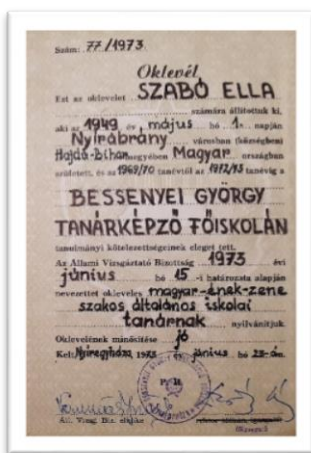 Szám: 77/1973.
Oklevél
Ezt az oklevelet SZABÓ ELLA
számára állítottuk ki,
aki az 1949 év május hó 1. napján
Nyírábrány városban (községben)
Hajdú-Bihar megyében Magyar országban
született, és az 1969/70 tanévtől az 1972/73 tanévig a
BESSENYEI GYÖRGY
TANÁRKÉPZŐ FŐISKOLÁN
tanulmányi kötelezettségeinek eleget tett.
Az Állami Vizsgáztató Bizottság 1973 évi
június hó 15 -i határozata alapján
nevezettet okleveles magyar-ének-zene
szakos általános iskolai
tanárnak nyilvánítjuk.
Oklevelének minősítése jó
Kelt, Nyíregyháza, 1973 év június hó 23-án.
P. H.
Áll. Vizsg. Biz. elnöke